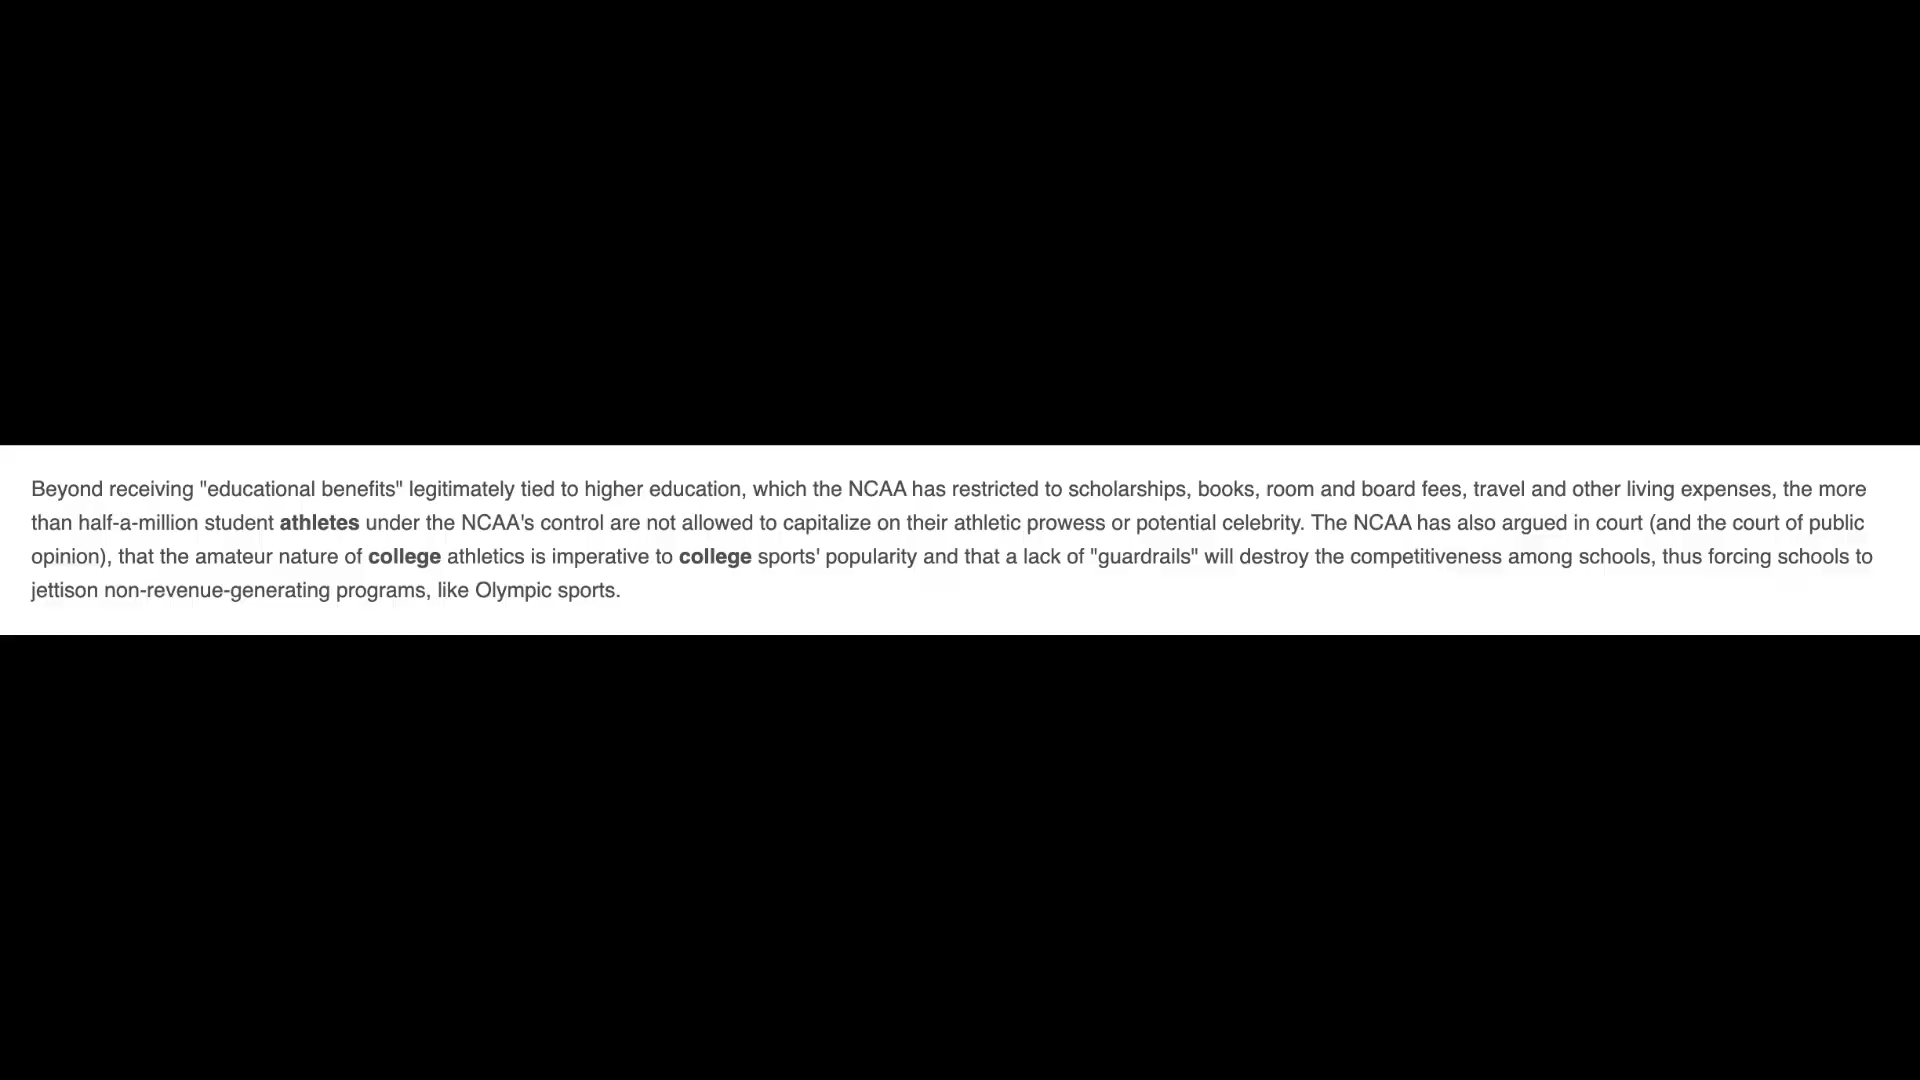 Beyond receiving "educational benefits" legitimately tied to higher education, which the NCAA has restricted to scholarships, books, room and board fees, travel and other living expenses, the more
than half-a-million student athletes under the NCAA's control are not allowed to capitalize on their athletic prowess or potential celebrity. The NCAA has also argued in court (and the court of public
opinion), that the amateur nature of college athletics is imperative to college sports' popularity and that a lack of "guardrails" will destroy the competitiveness among schools, thus forcing schools to
jettison non-revenue-generating programs, like Olympic sports.